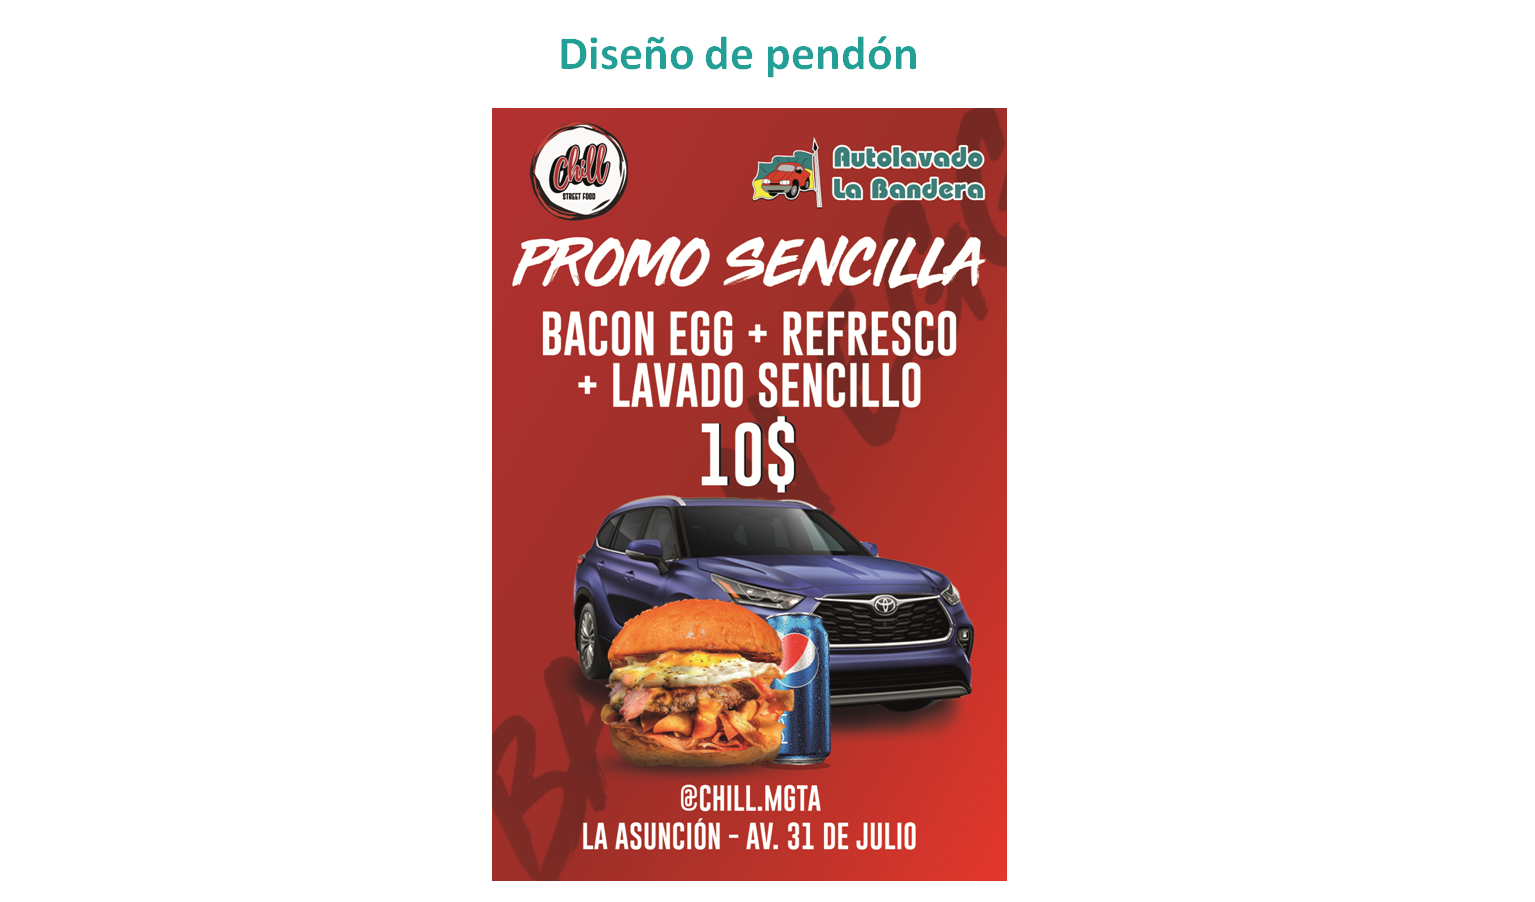 Diseño de pendón
Chill
STREET FOOD
Autolavado
La Bandera
PROMO SENCILLA
BACON EGG + REFRESCO
+ LAVADO SENCILLO
10$
@CHILL.MGTA
LA ASUNCIÓN - AV. 31 DE JULIO